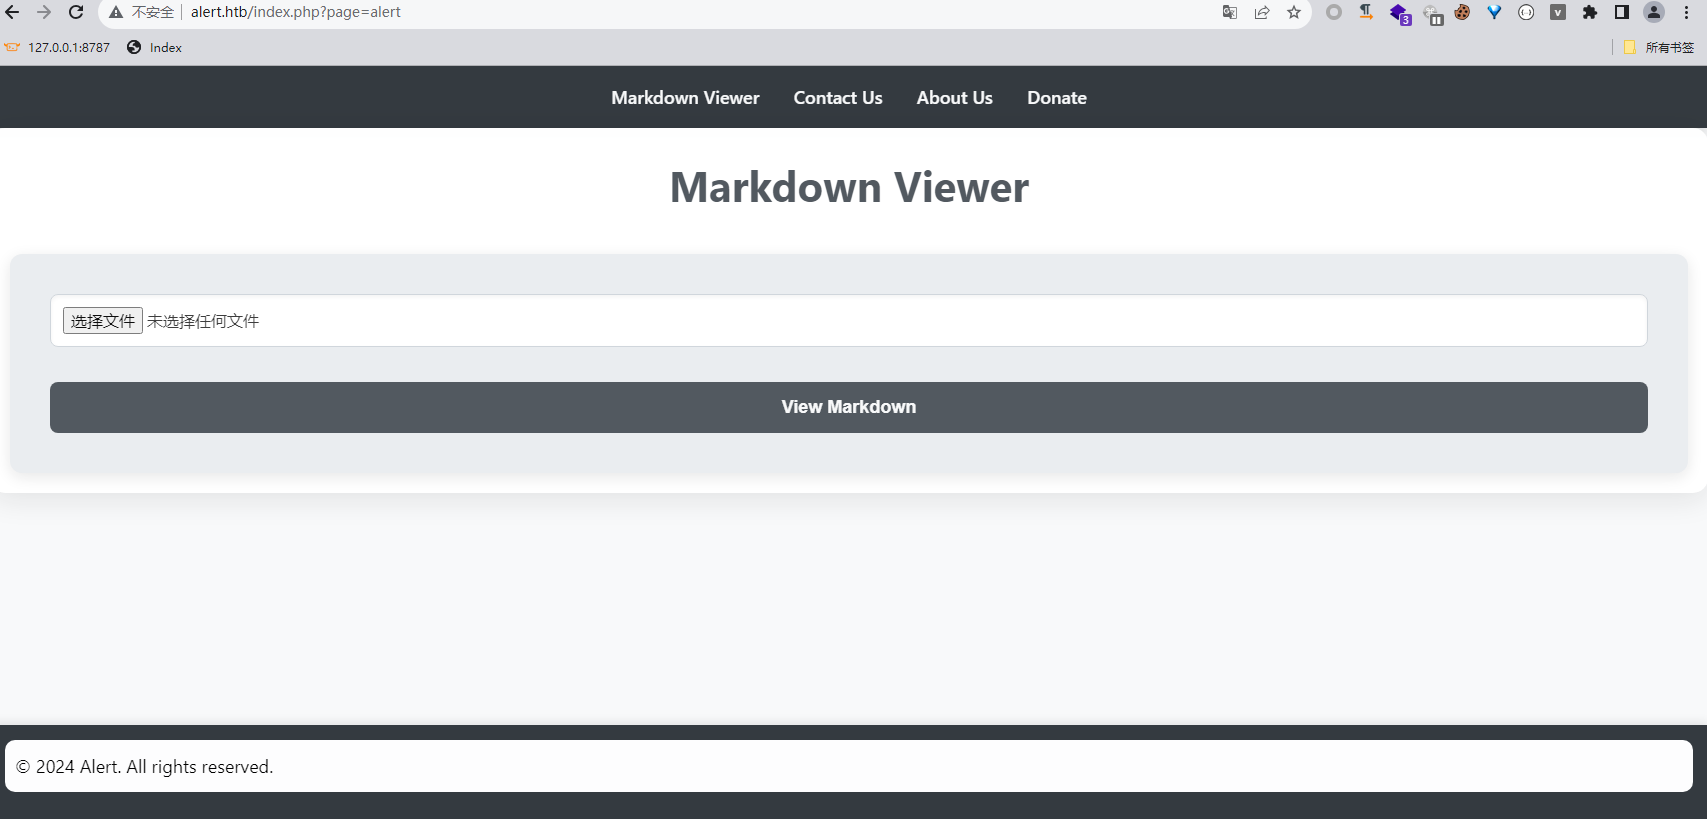 不安全 alert.htb/index.php?page=alert
3
v
127.0.0.1:8787 Index 所有书签
Markdown Viewer Contact Us About Us Donate
Markdown Viewer
选择文件 未选择任何文件
View Markdown
© 2024 Alert. All rights reserved.